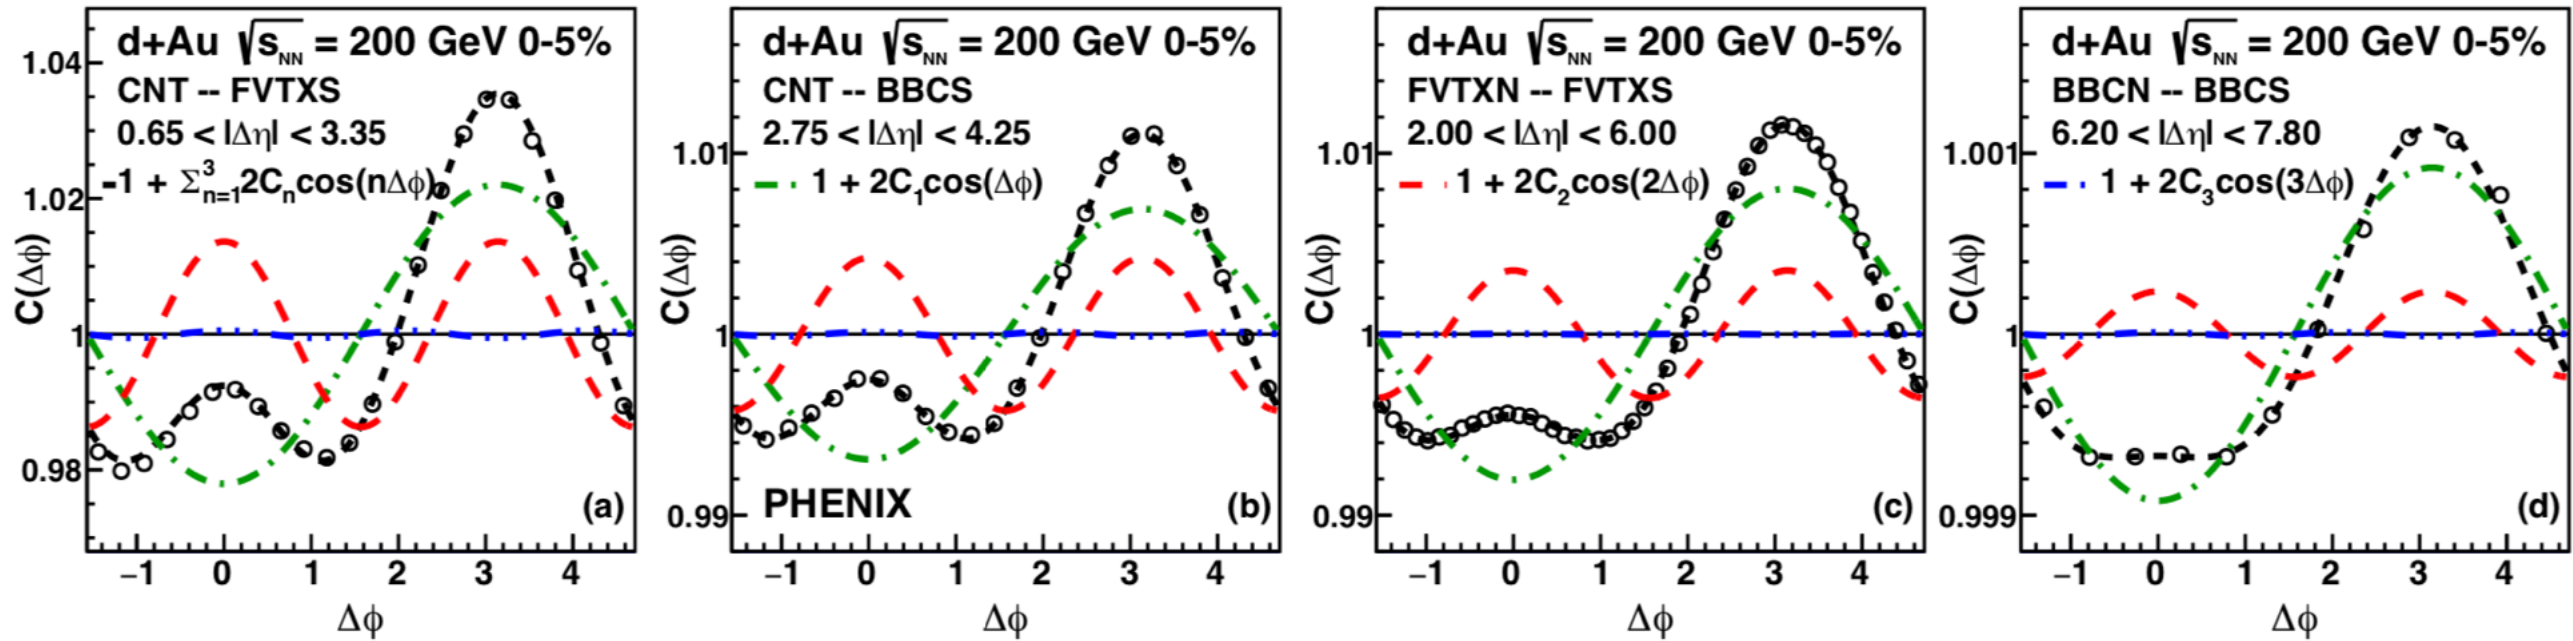 d+Au √s_NN = 200 GeV 0-5%
CNT -- FVTXS
0.65 < |Δη| < 3.35
1 + Σ³ₙ₌₁2Cₙcos(nΔϕ)
C(Δϕ)
1.04
1.02
1
0.98
−1 0 1 2 3 4
Δϕ
(a)
d+Au √s_NN = 200 GeV 0-5%
CNT -- BBCS
2.75 < |Δη| < 4.25
1 + 2C₁cos(Δϕ)
C(Δϕ)
1.01
1
0.99
PHENIX
−1 0 1 2 3 4
Δϕ
(b)
d+Au √s_NN = 200 GeV 0-5%
FVTXN -- FVTXS
2.00 < |Δη| < 6.00
1 + 2C₂cos(2Δϕ)
C(Δϕ)
1.01
1
0.99
−1 0 1 2 3 4
Δϕ
(c)
d+Au √s_NN = 200 GeV 0-5%
BBCN -- BBCS
6.20 < |Δη| < 7.80
1 + 2C₃cos(3Δϕ)
C(Δϕ)
1.001
1
0.999
−1 0 1 2 3 4
Δϕ
(d)